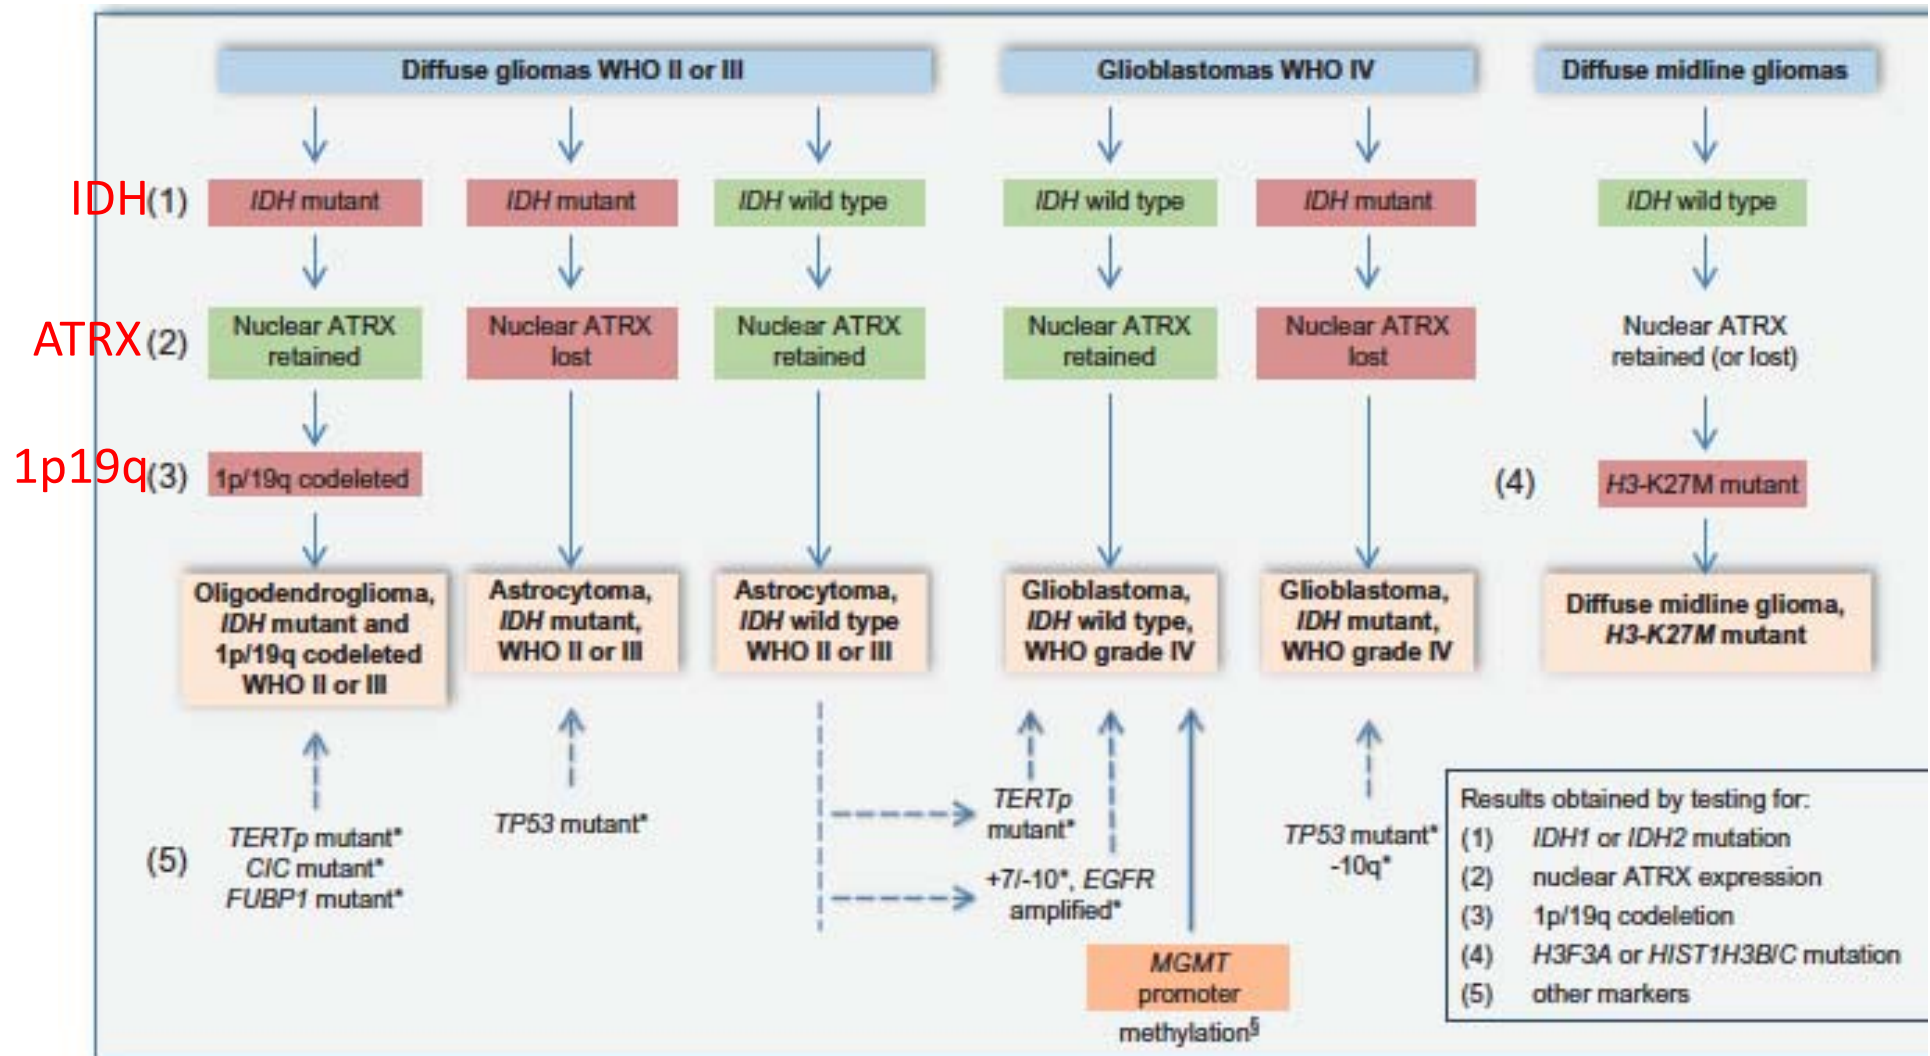 Diffuse gliomas WHO II or III
Glioblastomas WHO IV
Diffuse midline gliomas
IDH
(1)
IDH mutant
IDH mutant
IDH wild type
IDH wild type
IDH mutant
IDH wild type
ATRX
(2)
Nuclear ATRX
retained
Nuclear ATRX
lost
Nuclear ATRX
retained
Nuclear ATRX
retained
Nuclear ATRX
lost
Nuclear ATRX
retained (or lost)
1p19q
(3)
1p/19q codeleted
(4)
H3-K27M mutant
Oligodendroglioma,
IDH mutant and
1p/19q codeleted
WHO II or III
Astrocytoma,
IDH mutant,
WHO II or III
Astrocytoma,
IDH wild type
WHO II or III
Glioblastoma,
IDH wild type,
WHO grade IV
Glioblastoma,
IDH mutant,
WHO grade IV
Diffuse midline glioma,
H3-K27M mutant
(5)
TERTp mutant*
CIC mutant*
FUBP1 mutant*
TP53 mutant*
TERTp
mutant*
+7/-10*, EGFR
amplified*
MGMT
promoter
methylation§
TP53 mutant*
-10q*
Results obtained by testing for:
(1) IDH1 or IDH2 mutation
(2) nuclear ATRX expression
(3) 1p/19q codeletion
(4) H3F3A or HIST1H3B/C mutation
(5) other markers